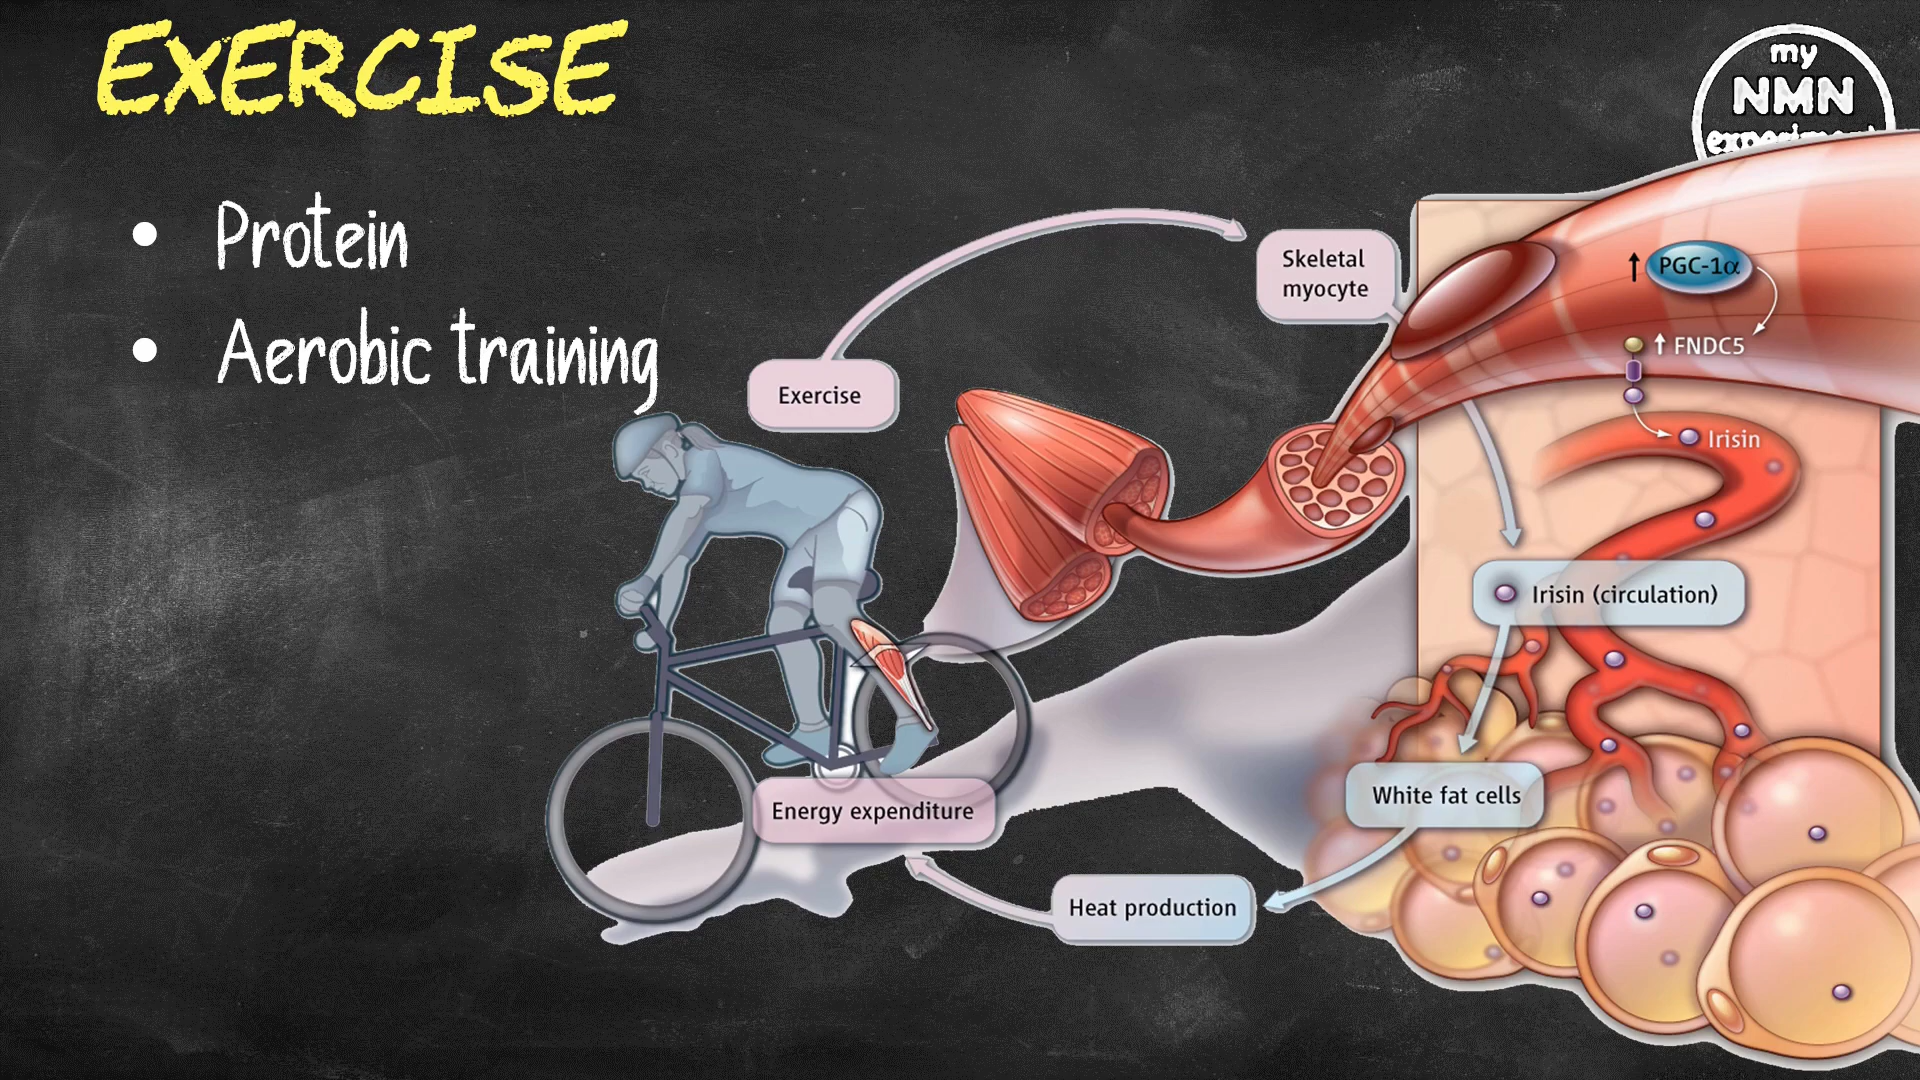 EXERCISE
my
NMN
experiment
• Protein
• Aerobic training
Exercise
Skeletal
myocyte
↑ PGC-1α
↑ FNDC5
Irisin
Irisin (circulation)
White fat cells
Heat production
Energy expenditure